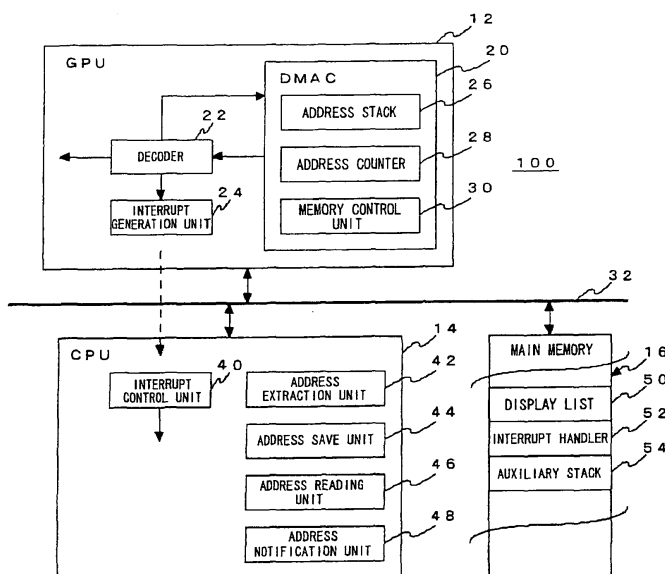 12
GPU
20
DMAC
26
ADDRESS STACK
22
DECODER
28
ADDRESS COUNTER
100
24
INTERRUPT
GENERATION UNIT
30
MEMORY CONTROL
UNIT
32
14
CPU
MAIN MEMORY
16
40
INTERRUPT
CONTROL UNIT
42
ADDRESS
EXTRACTION UNIT
50
DISPLAY LIST
44
ADDRESS SAVE UNIT
52
INTERRUPT HANDLER
46
ADDRESS READING
UNIT
54
AUXILIARY STACK
48
ADDRESS
NOTIFICATION UNIT